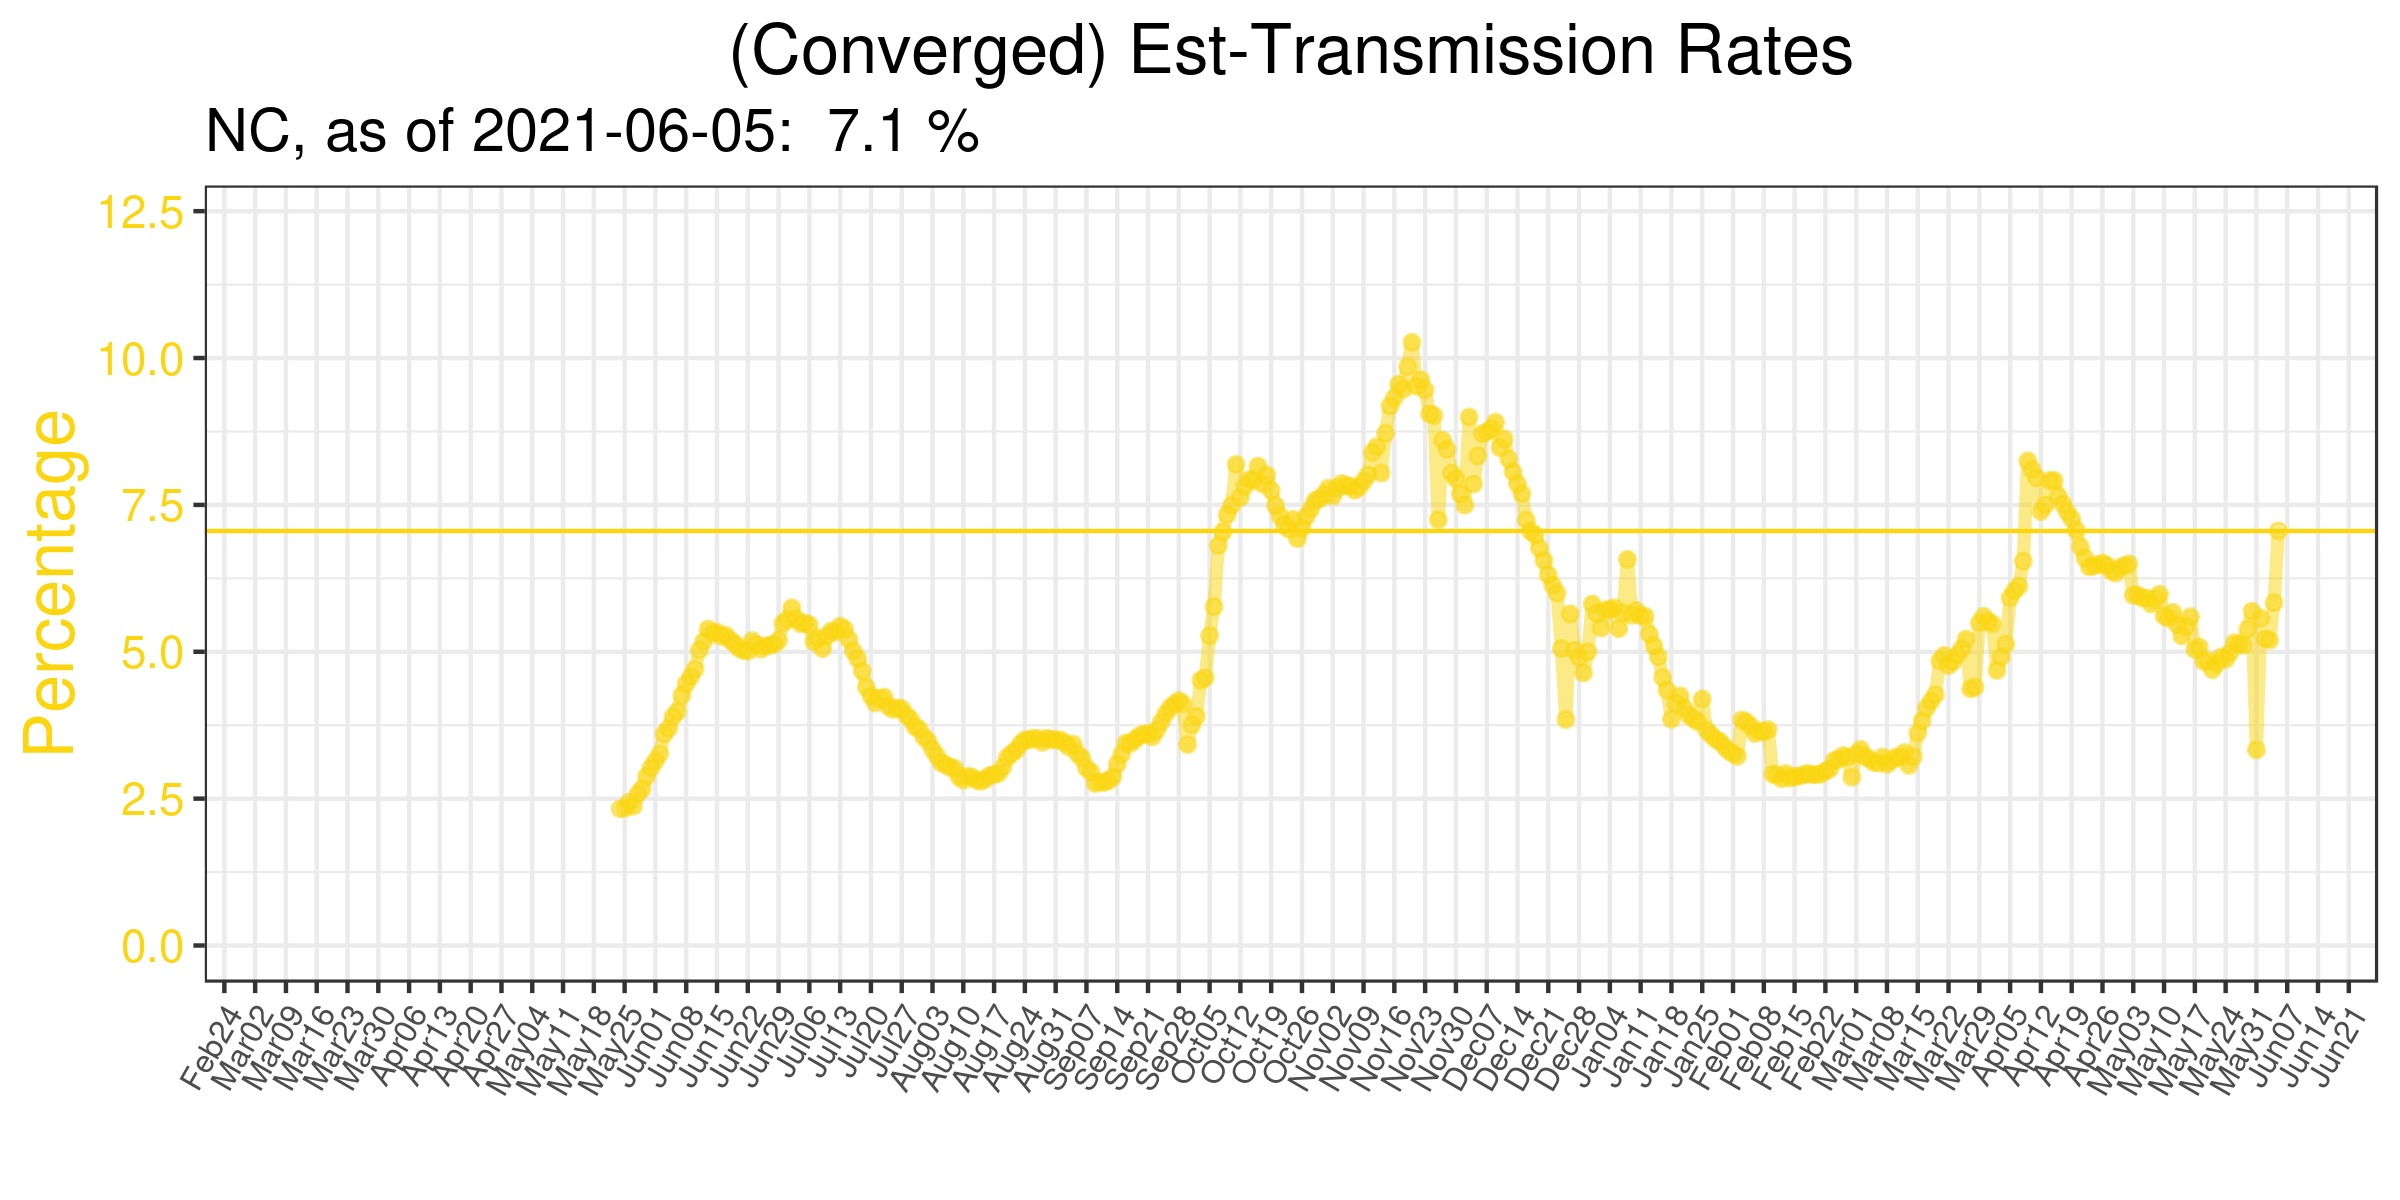 (Converged) Est-Transmission Rates
NC, as of 2021-06-05:  7.1 %
Percentage
12.5
10.0
7.5
5.0
2.5
0.0
Feb24
Mar02
Mar09
Mar16
Mar23
Mar30
Apr06
Apr13
Apr20
Apr27
May04
May11
May18
May25
Jun01
Jun08
Jun15
Jun22
Jun29
Jul06
Jul13
Jul20
Jul27
Aug03
Aug10
Aug17
Aug24
Aug31
Sep07
Sep14
Sep21
Sep28
Oct05
Oct12
Oct19
Oct26
Nov02
Nov09
Nov16
Nov23
Nov30
Dec07
Dec14
Dec21
Dec28
Jan04
Jan11
Jan18
Jan25
Feb01
Feb08
Feb15
Feb22
Mar01
Mar08
Mar15
Mar22
Mar29
Apr05
Apr12
Apr19
Apr26
May03
May10
May17
May24
May31
Jun07
Jun14
Jun21